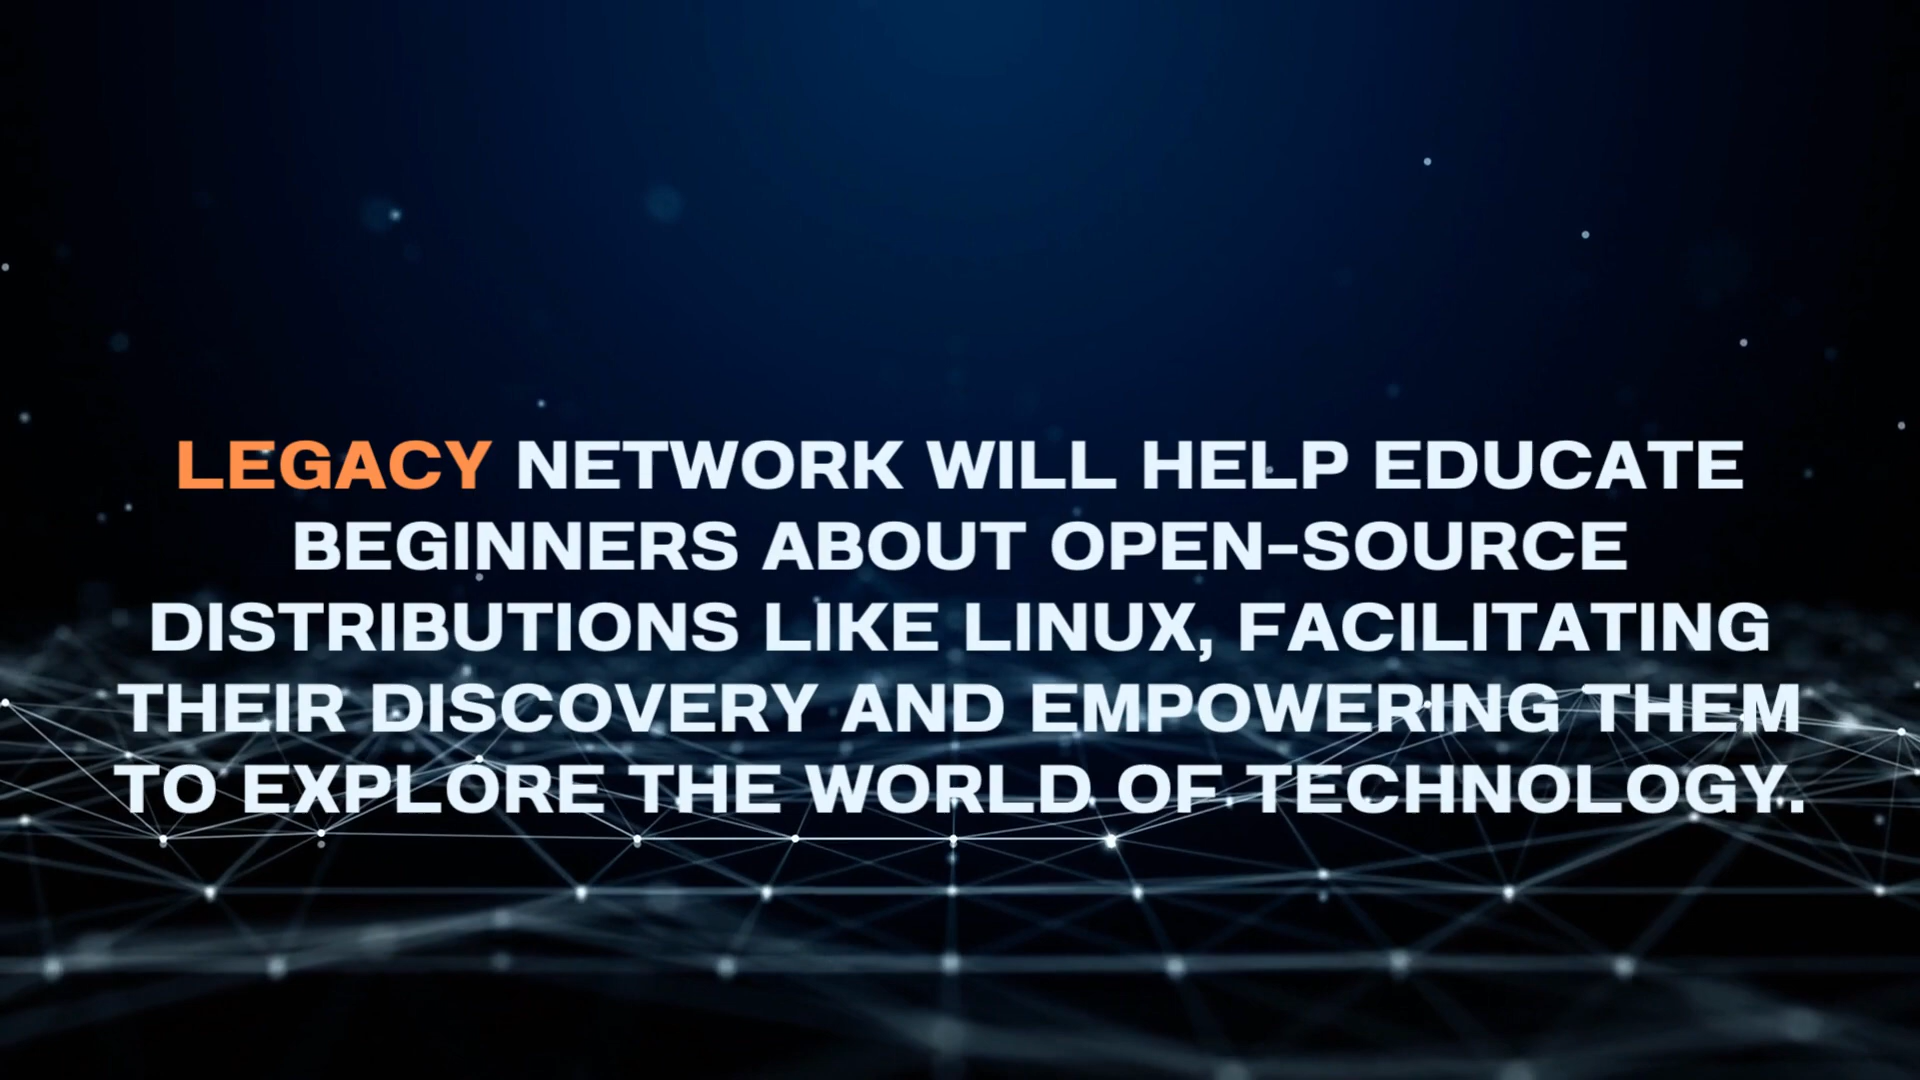 LEGACY NETWORK WILL HELP EDUCATE
BEGINNERS ABOUT OPEN-SOURCE
DISTRIBUTIONS LIKE LINUX, FACILITATING
THEIR DISCOVERY AND EMPOWERING THEM
TO EXPLORE THE WORLD OF TECHNOLOGY.